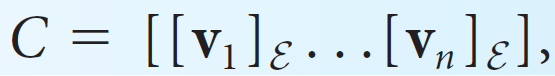 C = [[v₁]ℰ . . . [vₙ]ℰ],